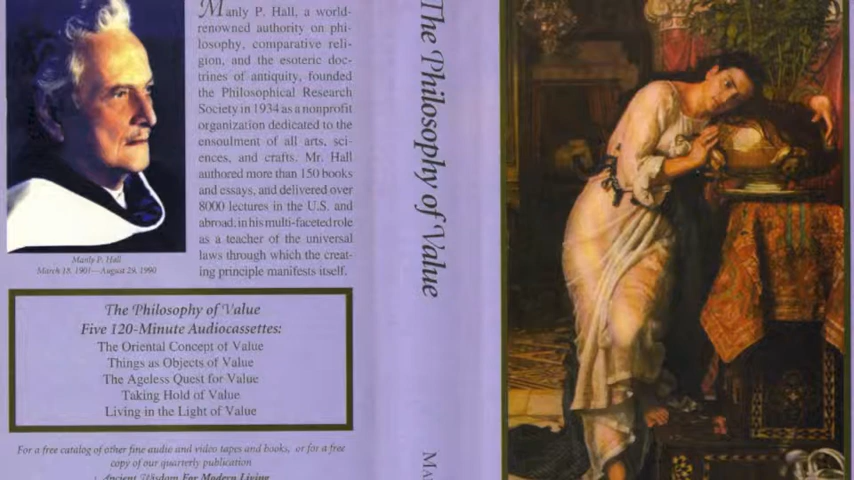 Manly P. Hall, a world-
renowned authority on phi-
losophy, comparative reli-
gion, and the esoteric doc-
trines of antiquity, founded
the Philosophical Research
Society in 1934 as a nonprofit
organization dedicated to the
ensoulment of all arts, sci-
ences, and crafts. Mr. Hall
authored more than 150 books
and essays, and delivered over
8000 lectures in the U.S. and
abroad, in his multi-faceted role
as a teacher of the universal
laws through which the creat-
ing principle manifests itself.
Manly P. Hall
March 18, 1901—August 29, 1990
The Philosophy of Value
Five 120-Minute Audiocassettes:
The Oriental Concept of Value
Things as Objects of Value
The Ageless Quest for Value
Taking Hold of Value
Living in the Light of Value
For a free catalog of other fine audio and video tapes and books, or for a free
copy of our quarterly publication
Ancient Wisdom For Modern Living
The Philosophy of Value
MA